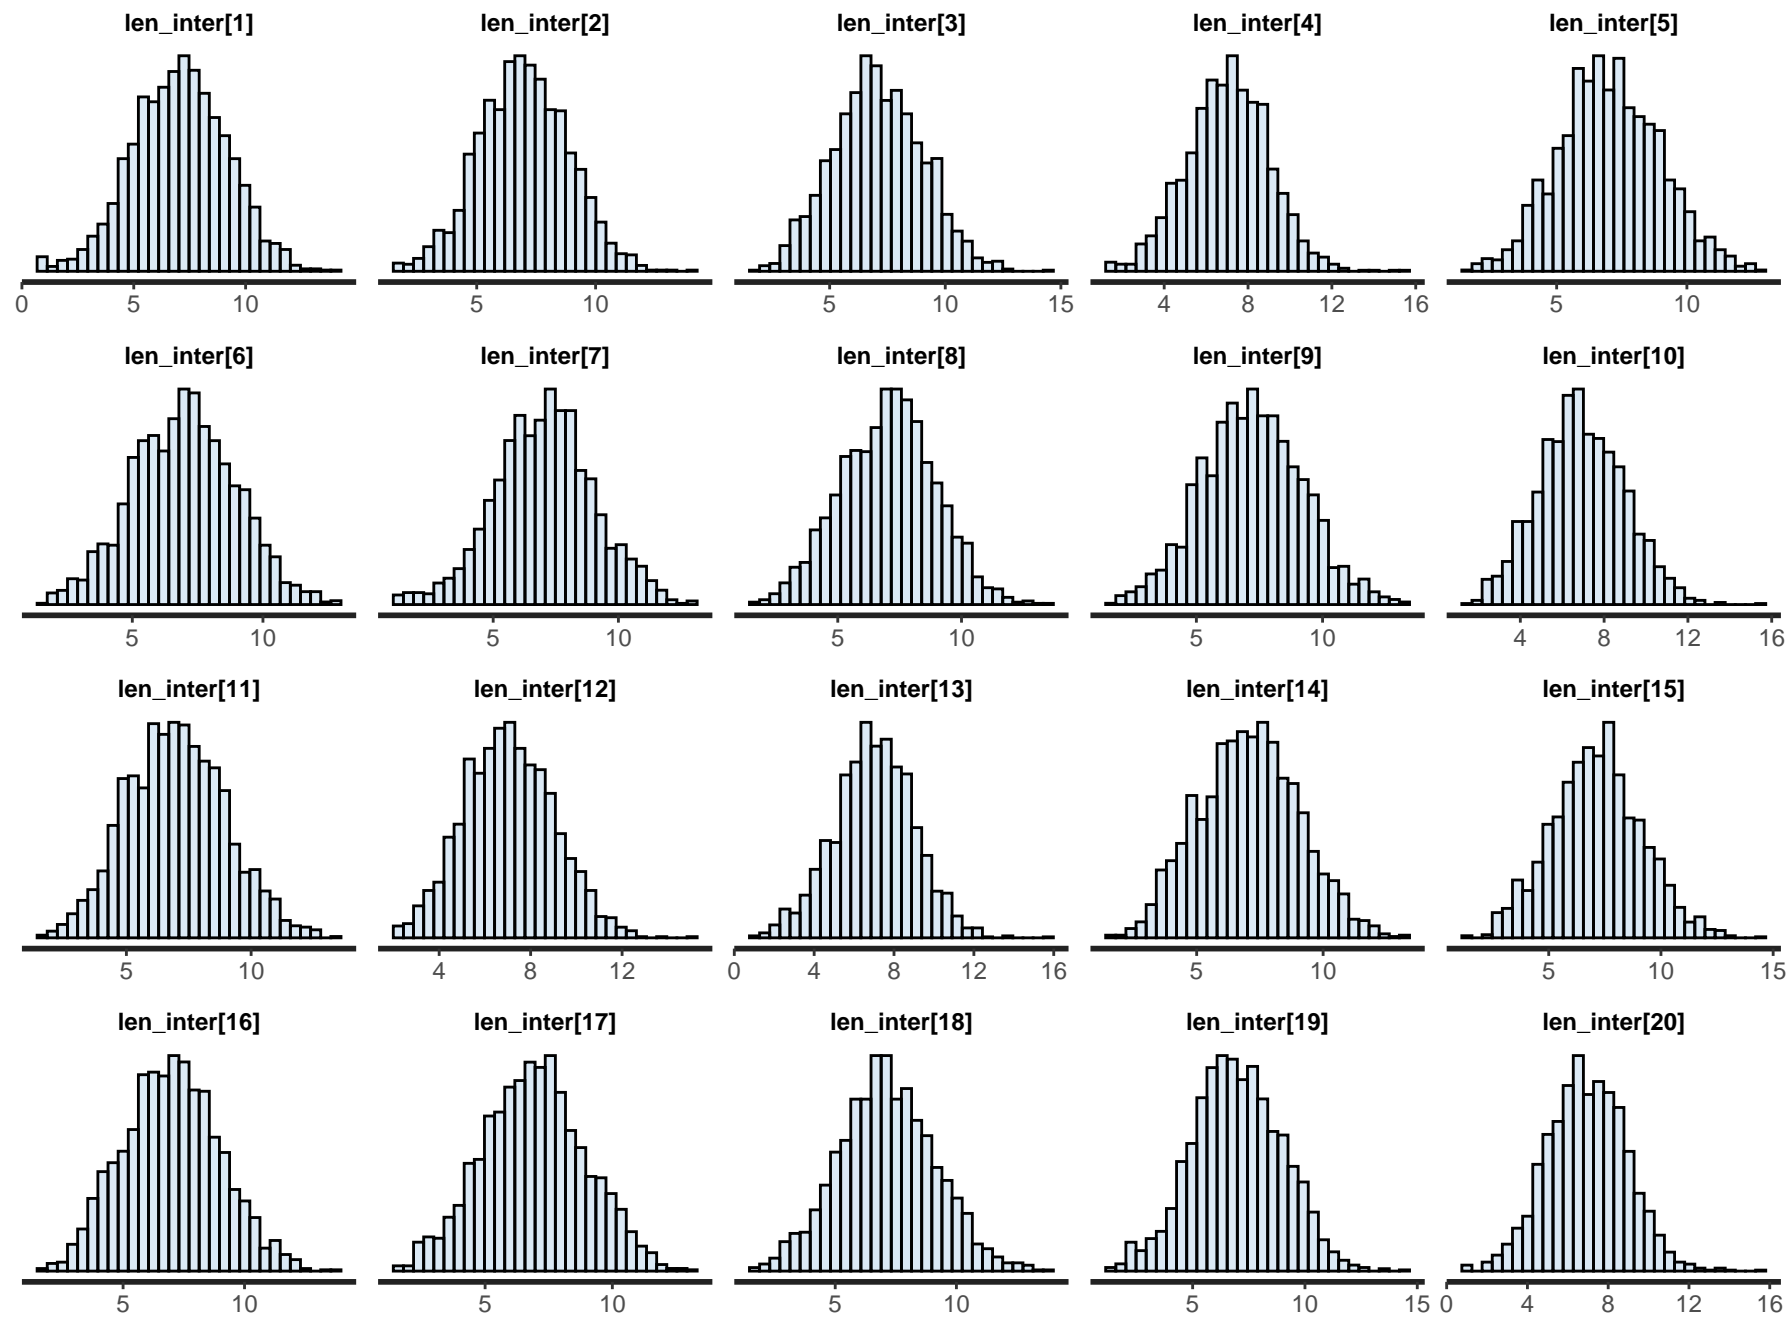 len_inter[1] len_inter[2] len_inter[3] len_inter[4] len_inter[5]
0 5 10 5 10 5 10 15 4 8 12 16 5 10
len_inter[6] len_inter[7] len_inter[8] len_inter[9] len_inter[10]
5 10 5 10 5 10 5 10 4 8 12 16
len_inter[11] len_inter[12] len_inter[13] len_inter[14] len_inter[15]
5 10 4 8 12 0 4 8 12 16 5 10 5 10 15
len_inter[16] len_inter[17] len_inter[18] len_inter[19] len_inter[20]
5 10 5 10 5 10 5 10 15 0 4 8 12 16